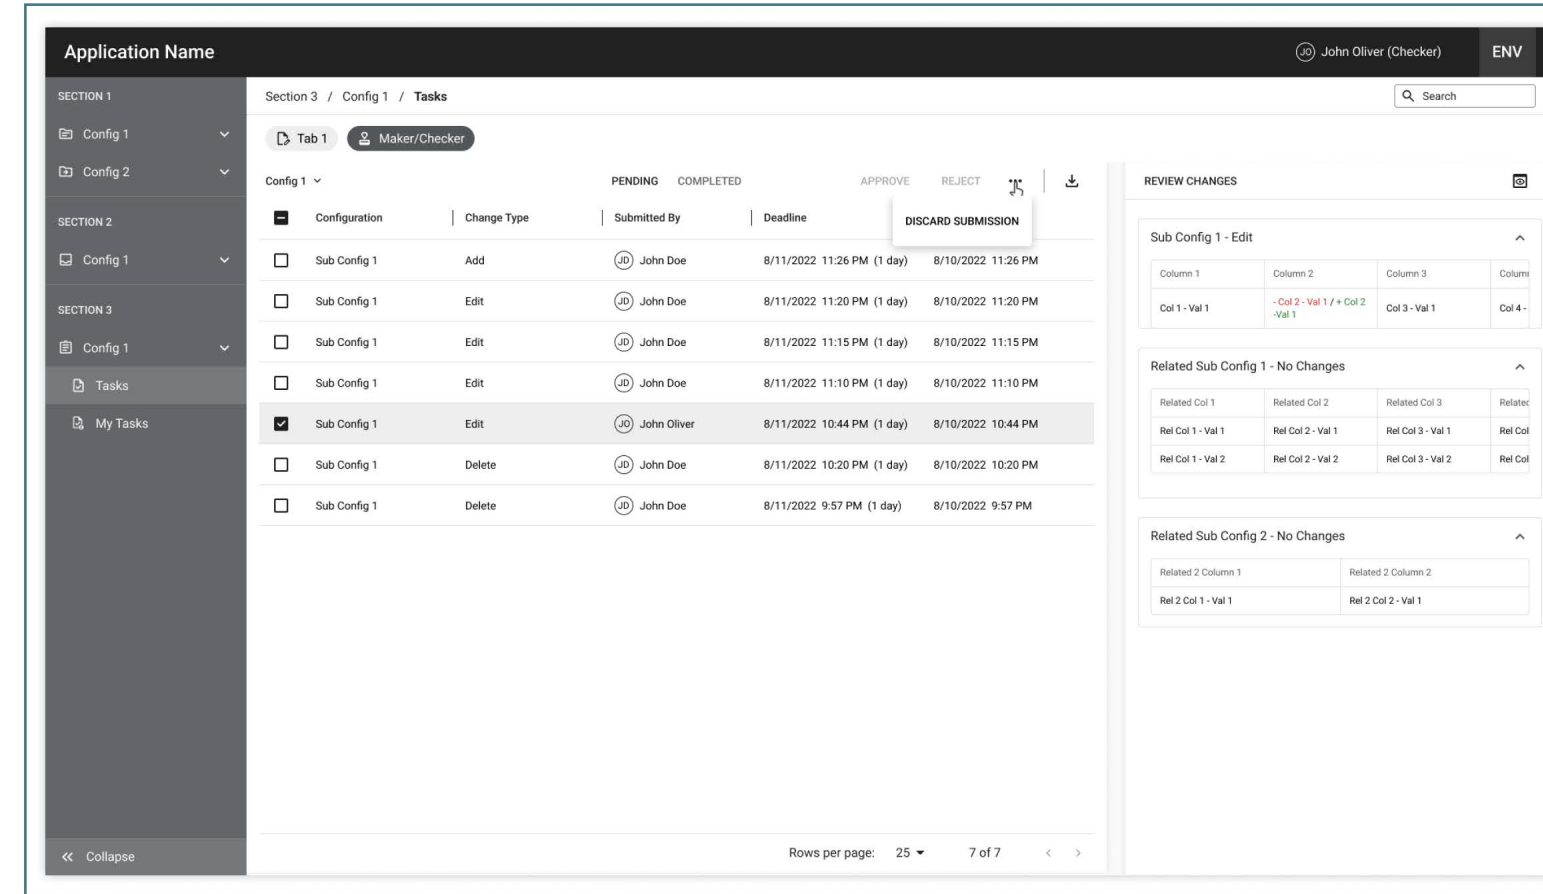 Application Name
JO John Oliver (Checker) ENV
SECTION 1
Config 1
Config 2
SECTION 2
Config 1
SECTION 3
Config 1
Tasks
My Tasks
Collapse
Section 3 / Config 1 / Tasks
Search
Tab 1 Maker/Checker
Config 1 PENDING COMPLETED APPROVE REJECT
DISCARD SUBMISSION
Configuration Change Type Submitted By Deadline
Sub Config 1 Add JD John Doe 8/11/2022 11:26 PM (1 day) 8/10/2022 11:26 PM
Sub Config 1 Edit JD John Doe 8/11/2022 11:20 PM (1 day) 8/10/2022 11:20 PM
Sub Config 1 Edit JD John Doe 8/11/2022 11:15 PM (1 day) 8/10/2022 11:15 PM
Sub Config 1 Edit JD John Doe 8/11/2022 11:10 PM (1 day) 8/10/2022 11:10 PM
Sub Config 1 Edit JO John Oliver 8/11/2022 10:44 PM (1 day) 8/10/2022 10:44 PM
Sub Config 1 Delete JD John Doe 8/11/2022 10:20 PM (1 day) 8/10/2022 10:20 PM
Sub Config 1 Delete JD John Doe 8/11/2022 9:57 PM (1 day) 8/10/2022 9:57 PM
Rows per page: 25 7 of 7
REVIEW CHANGES
Sub Config 1 - Edit
Column 1 Column 2 Column 3
Col 1 - Val 1 - Col 2 - Val 1 / + Col 2 Col 3 - Val 1 Col 4 -
-Val 1
Related Sub Config 1 - No Changes
Related Col 1 Related Col 2 Related Col 3
Rel Col 1 - Val 1 Rel Col 2 - Val 1 Rel Col 3 - Val 1 Rel Col
Rel Col 1 - Val 2 Rel Col 2 - Val 2 Rel Col 3 - Val 2 Rel Col
Related Sub Config 2 - No Changes
Related 2 Column 1 Related 2 Column 2
Rel 2 Col 1 - Val 1 Rel 2 Col 2 - Val 1